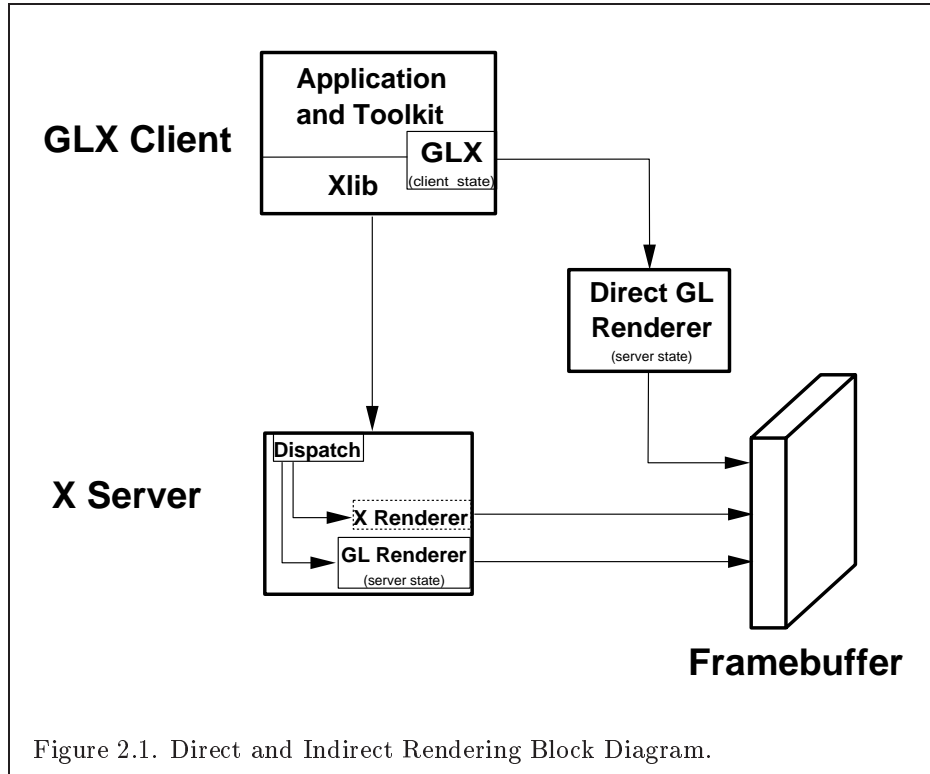 Application
and Toolkit
GLX Client
GLX
(client state)
Xlib
Direct GL
Renderer
(server state)
Dispatch
X Server
X Renderer
GL Renderer
(server state)
Framebuffer
Figure 2.1. Direct and Indirect Rendering Block Diagram.